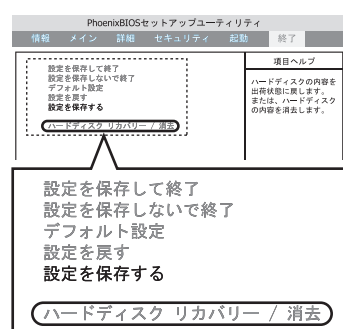 PhoenixBIOSセットアップユーティリティ
情報 メイン 詳細 セキュリティ 起動 終了
設定を保存して終了
設定を保存しないで終了
デフォルト設定
設定を戻す
設定を保存する
ハードディスク リカバリー / 消去
項目ヘルプ
ハードディスクの内容を
出荷状態に戻します。
または、ハードディスク
の内容を消去します。
設定を保存して終了
設定を保存しないで終了
デフォルト設定
設定を戻す
設定を保存する
ハードディスク リカバリー / 消去